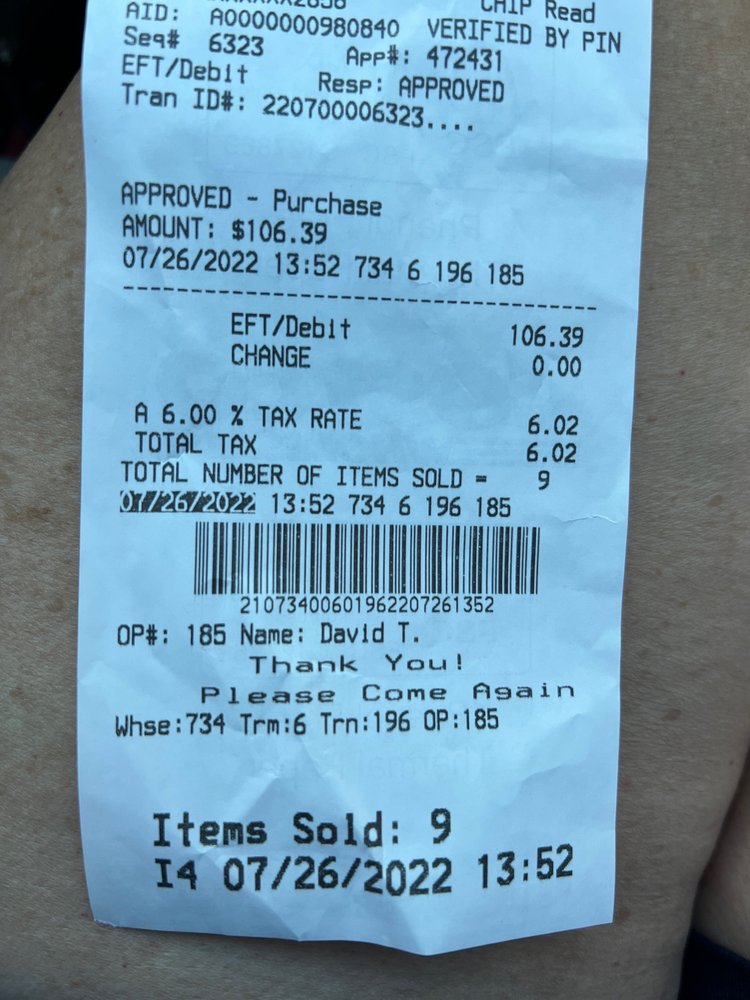 CHIP Read
AID: A0000000980840 VERIFIED BY PIN
Seq# 6323 App#: 472431
EFT/Debit Resp: APPROVED
Tran ID#: 220700006323....
APPROVED - Purchase
AMOUNT: $106.39
07/26/2022 13:52 734 6 196 185
EFT/Debit 106.39
CHANGE 0.00
A 6.00 % TAX RATE 6.02
TOTAL TAX 6.02
TOTAL NUMBER OF ITEMS SOLD = 9
07/26/2022 13:52 734 6 196 185
21073400601962207261352
OP#: 185 Name: David T.
Thank You!
Please Come Again
Whse:734 Trm:6 Trn:196 OP:185
Items Sold: 9
I4 07/26/2022 13:52